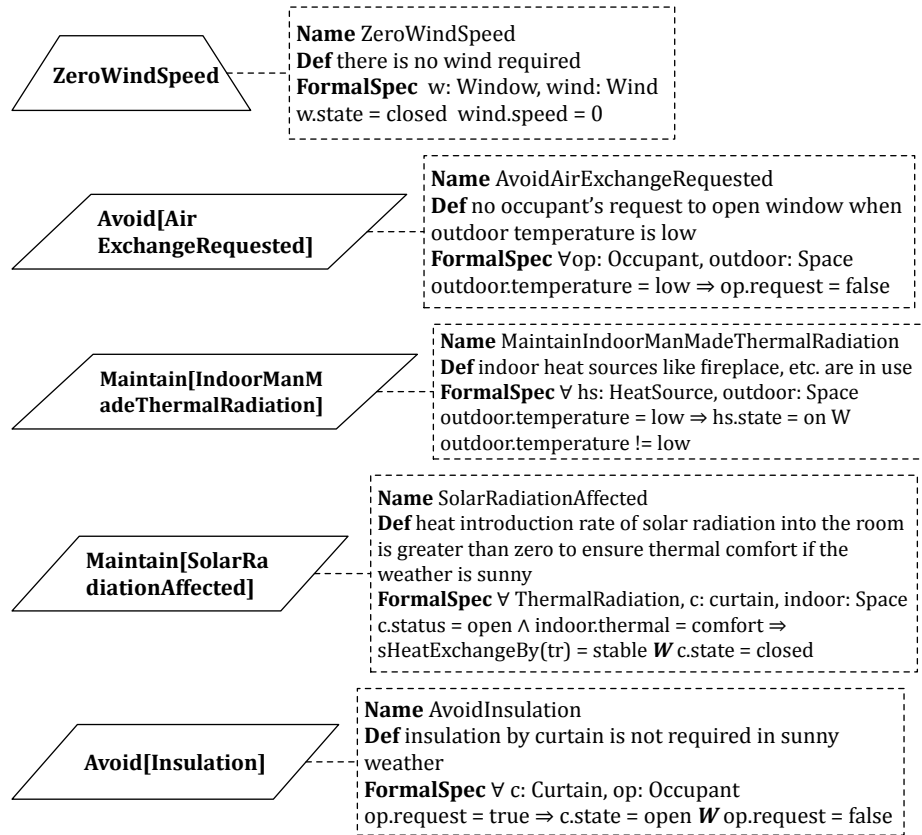 ZeroWindSpeed
Name ZeroWindSpeed
Def there is no wind required
FormalSpec w: Window, wind: Wind
w.state = closed wind.speed = 0
Avoid[Air
ExchangeRequested]
Name AvoidAirExchangeRequested
Def no occupant's request to open window when
outdoor temperature is low
FormalSpec ∀op: Occupant, outdoor: Space
outdoor.temperature = low ⇒ op.request = false
Maintain[IndoorManM
adeThermalRadiation]
Name MaintainIndoorManMadeThermalRadiation
Def indoor heat sources like fireplace, etc. are in use
FormalSpec ∀ hs: HeatSource, outdoor: Space
outdoor.temperature = low ⇒ hs.state = on W
outdoor.temperature != low
Maintain[SolarRa
diationAffected]
Name SolarRadiationAffected
Def heat introduction rate of solar radiation into the room
is greater than zero to ensure thermal comfort if the
weather is sunny
FormalSpec ∀ ThermalRadiation, c: curtain, indoor: Space
c.status = open ∧ indoor.thermal = comfort ⇒
sHeatExchangeBy(tr) = stable W c.state = closed
Avoid[Insulation]
Name AvoidInsulation
Def insulation by curtain is not required in sunny
weather
FormalSpec ∀ c: Curtain, op: Occupant
op.request = true ⇒ c.state = open W op.request = false